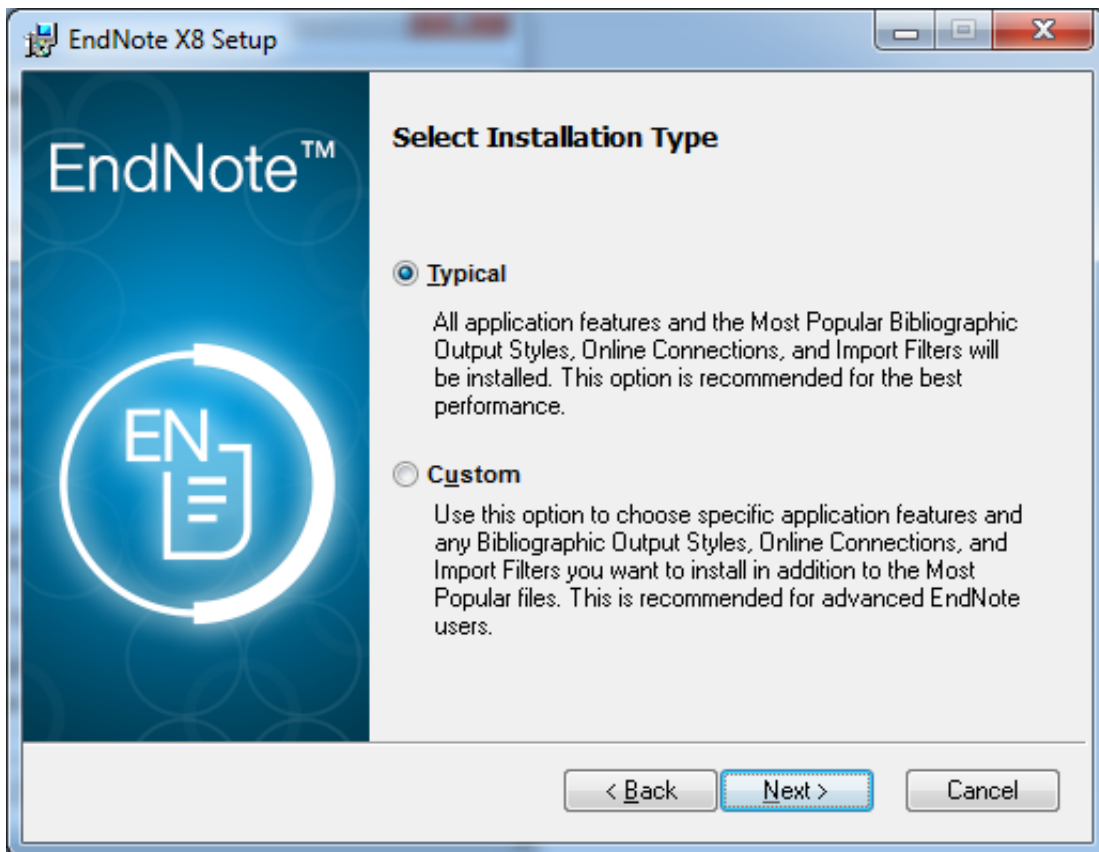 EndNote X8 Setup
EndNote™
Select Installation Type
Typical
All application features and the Most Popular Bibliographic
Output Styles, Online Connections, and Import Filters will
be installed. This option is recommended for the best
performance.
EN
Custom
Use this option to choose specific application features and
any Bibliographic Output Styles, Online Connections, and
Import Filters you want to install in addition to the Most
Popular files. This is recommended for advanced EndNote
users.
< Back
Next >
Cancel